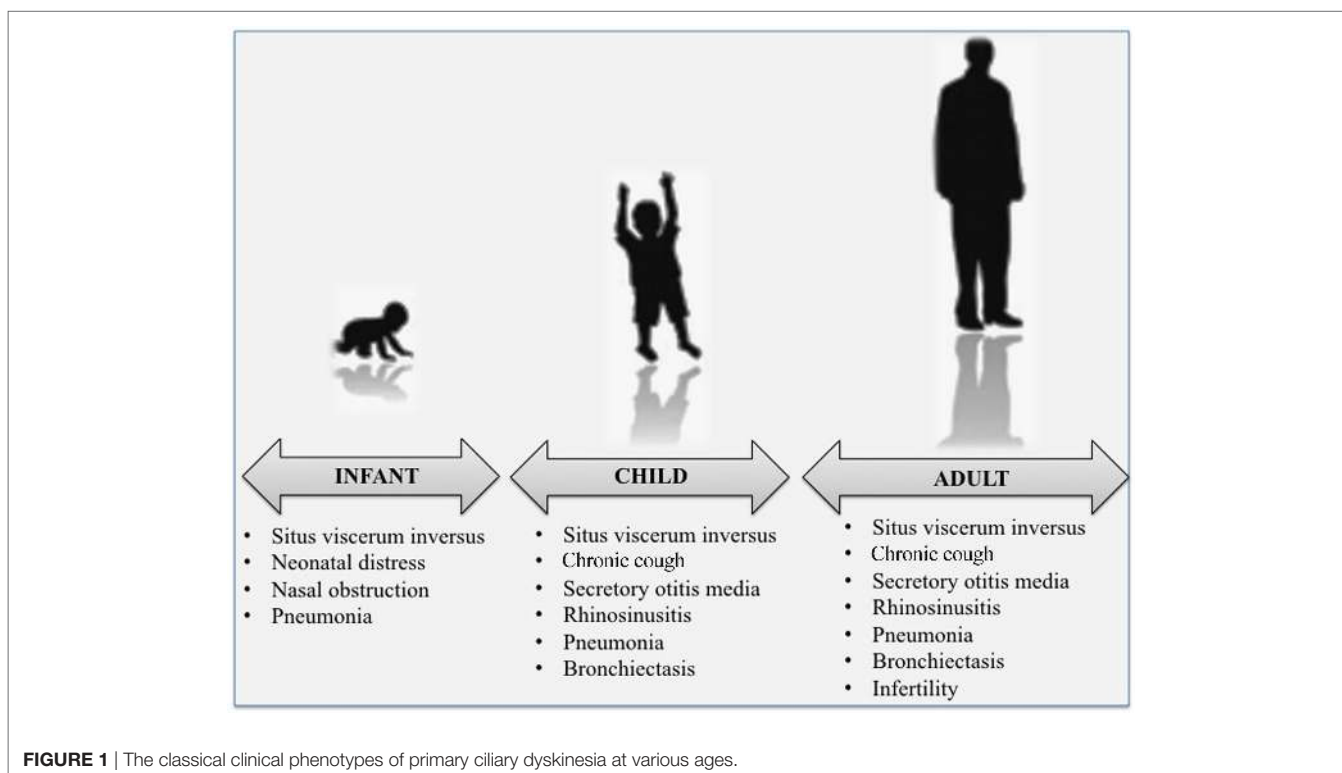 INFANT
• Situs viscerum inversus
• Neonatal distress
• Nasal obstruction
• Pneumonia
CHILD
• Situs viscerum inversus
• Chronic cough
• Secretory otitis media
• Rhinosinusitis
• Pneumonia
• Bronchiectasis
ADULT
• Situs viscerum inversus
• Chronic cough
• Secretory otitis media
• Rhinosinusitis
• Pneumonia
• Bronchiectasis
• Infertility
FIGURE 1 | The classical clinical phenotypes of primary ciliary dyskinesia at various ages.